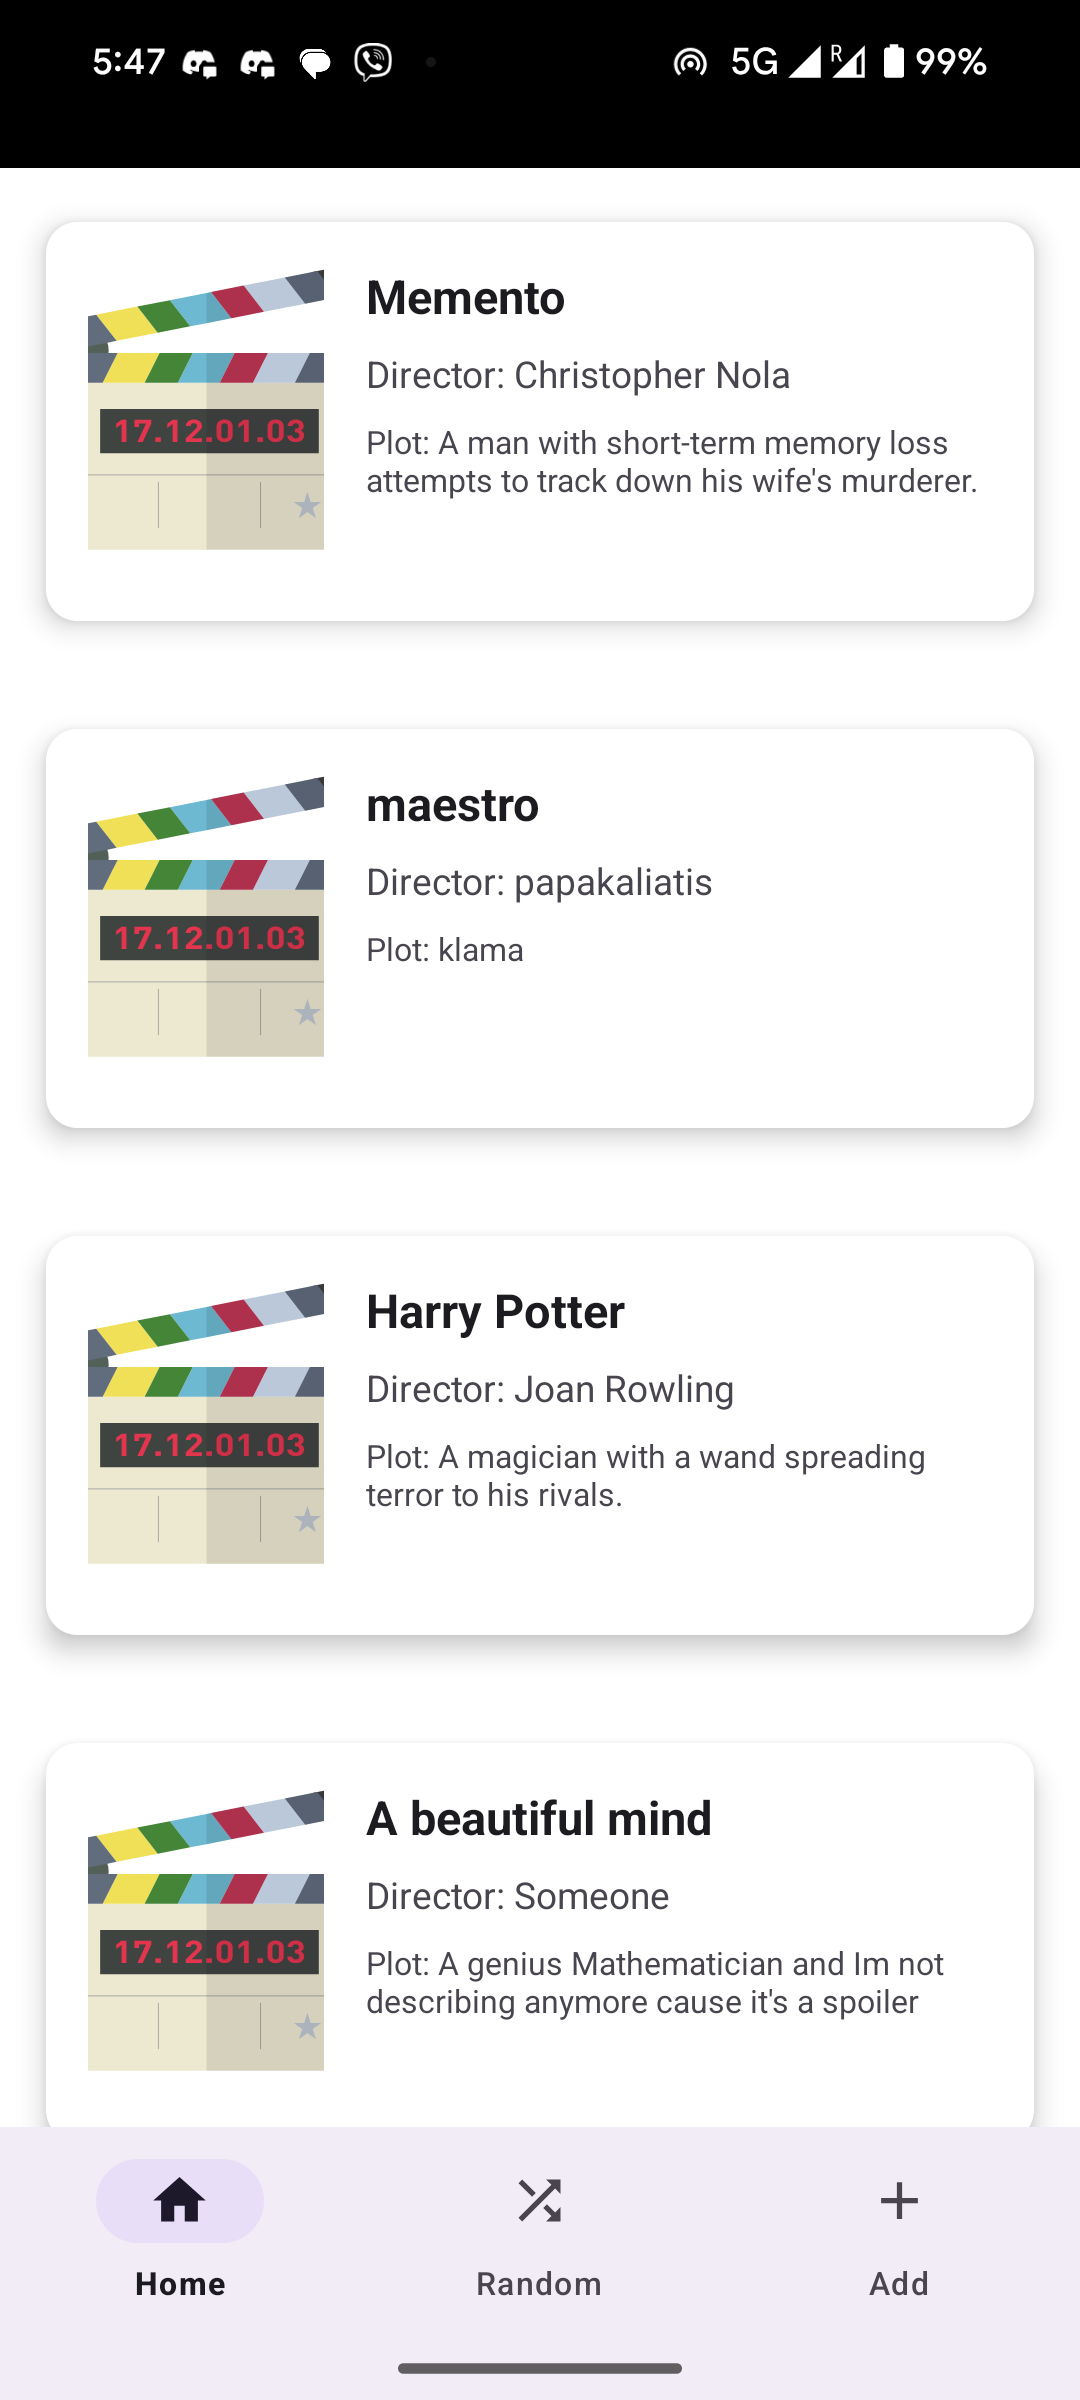 5:47 5G R 99%
Memento
Director: Christopher Nola
Plot: A man with short-term memory loss
attempts to track down his wife's murderer.
17.12.01.03
maestro
Director: papakaliatis
Plot: klama
17.12.01.03
Harry Potter
Director: Joan Rowling
Plot: A magician with a wand spreading
terror to his rivals.
17.12.01.03
A beautiful mind
Director: Someone
Plot: A genius Mathematician and Im not
describing anymore cause it's a spoiler
17.12.01.03
Home Random Add